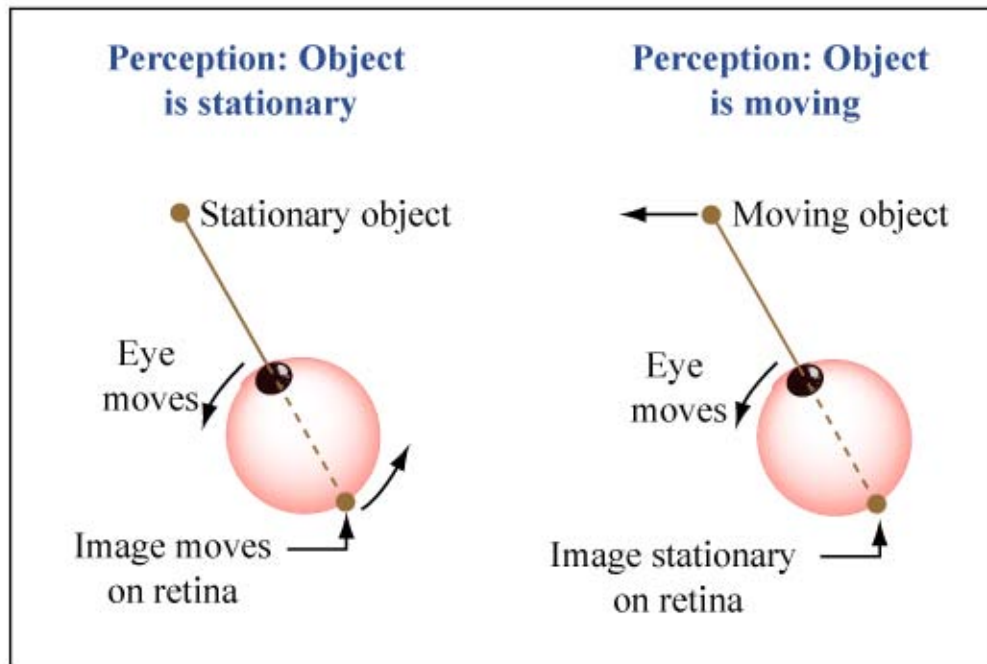 Perception: Object
is stationary
Stationary object
Eye
moves
Image moves
on retina
Perception: Object
is moving
Moving object
Eye
moves
Image stationary
on retina